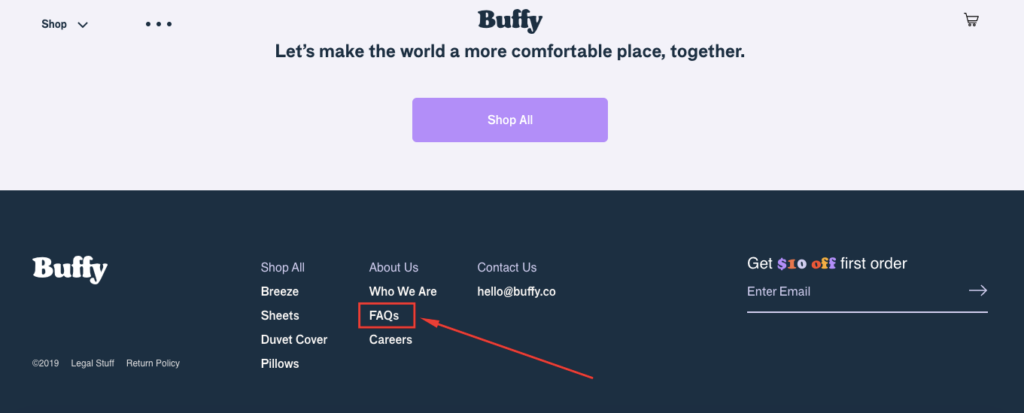 Shop
Buffy
Let's make the world a more comfortable place, together.
Shop All
Buffy
Shop All
Breeze
Sheets
Duvet Cover
Pillows
About Us
Who We Are
FAQs
Careers
Contact Us
hello@buffy.co
Get $10 off first order
Enter Email
©2019 Legal Stuff Return Policy